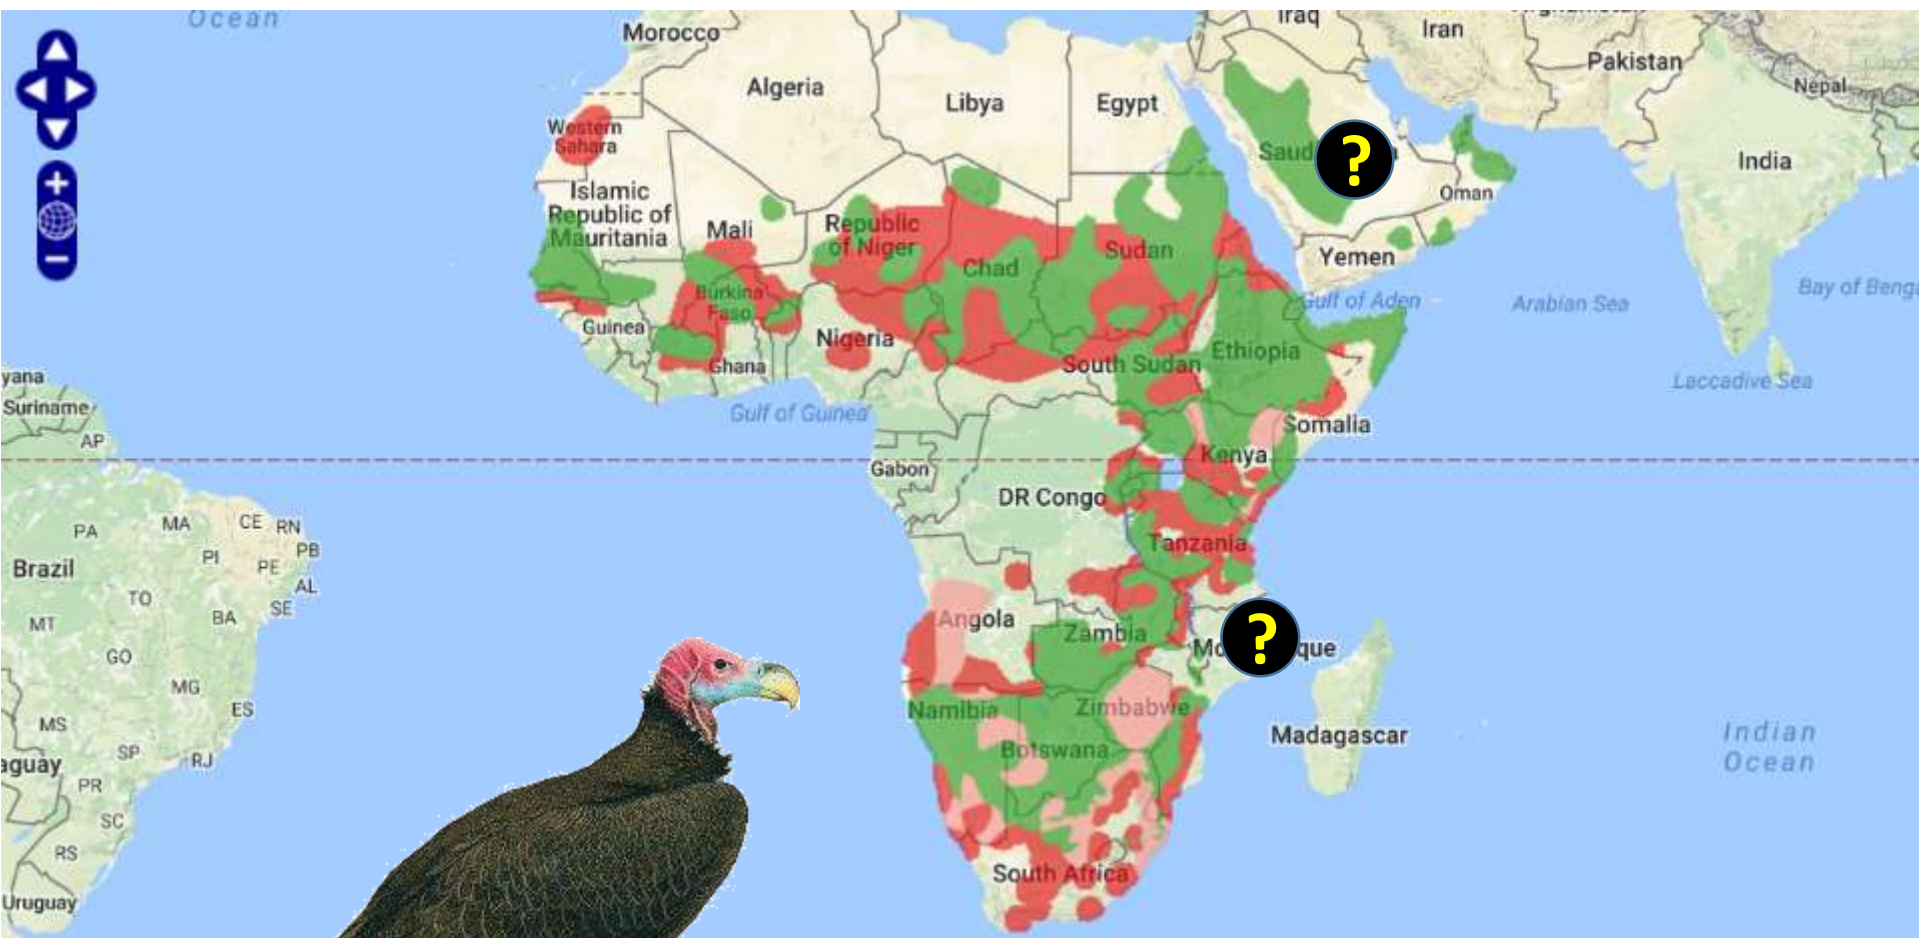 Ocean
Morocco
Algeria
Libya
Egypt
Iraq
Iran
Pakistan
Nepal
India
Western
Sahara
Islamic
Republic of
Mauritania
Mali
Republic
of Niger
Chad
Sudan
Saud
?
Oman
Yemen
Gulf of Aden
Arabian Sea
Bay of Beng
Burkina
Faso
Guinea
Nigeria
Ghana
South Sudan
Ethiopia
Laccadive Sea
yana
Suriname
AP
Gulf of Guinea
Somalia
Kenya
Gabon
DR Congo
PA
MA
CE
RN
PB
PI
PE
AL
Brazil
TO
SE
MT
BA
Tanzania
Angola
Zambia
Mo
?
que
GO
MG
ES
MS
SP
RJ
aguay
PR
SC
RS
Uruguay
Namibia
Zimbabwe
Botswana
Madagascar
Indian
Ocean
South Africa
+
−